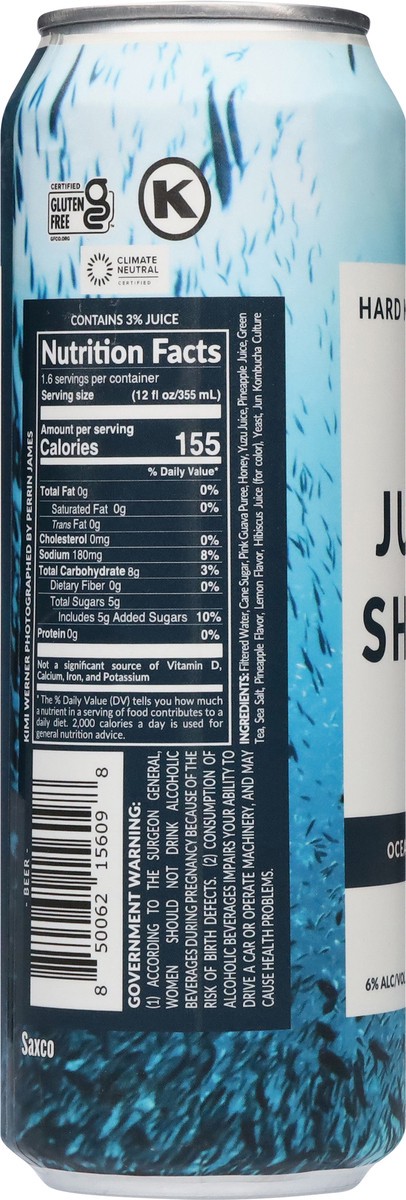 CERTIFIED
GLUTEN
FREE
GFCO.ORG
K
CLIMATE
NEUTRAL
CERTIFIED
CONTAINS 3% JUICE
Nutrition Facts
1.6 servings per container
Serving size (12 fl oz/355 mL)
Amount per serving
Calories 155
% Daily Value*
Total Fat 0g 0%
Saturated Fat 0g 0%
Trans Fat 0g
Cholesterol 0mg 0%
Sodium 180mg 8%
Total Carbohydrate 8g 3%
Dietary Fiber 0g 0%
Total Sugars 5g
Includes 5g Added Sugars 10%
Protein 0g 0%
Not a significant source of Vitamin D,
Calcium, Iron, and Potassium
*The % Daily Value (DV) tells you how much
a nutrient in a serving of food contributes to a
daily diet. 2,000 calories a day is used for
general nutrition advice.
KIMI WERNER PHOTOGRAPHED BY PERRIN JAMES
INGREDIENTS: Filtered Water, Cane Sugar, Pink Guava Puree, Honey, Yuzu Juice, Pineapple Juice, Green
Tea, Sea Salt, Pineapple Flavor, Lemon Flavor, Hibiscus Juice (for color), Yeast, Jun Kombucha Culture
- BEER -
8 50062 15609 8
GOVERNMENT WARNING:
(1) ACCORDING TO THE SURGEON GENERAL,
WOMEN SHOULD NOT DRINK ALCOHOLIC
BEVERAGES DURING PREGNANCY BECAUSE OF THE
RISK OF BIRTH DEFECTS. (2) CONSUMPTION OF
ALCOHOLIC BEVERAGES IMPAIRS YOUR ABILITY TO
DRIVE A CAR OR OPERATE MACHINERY, AND MAY
CAUSE HEALTH PROBLEMS.
Saxco
HARD
JU
SH
OCEA
6% ALC/VOL